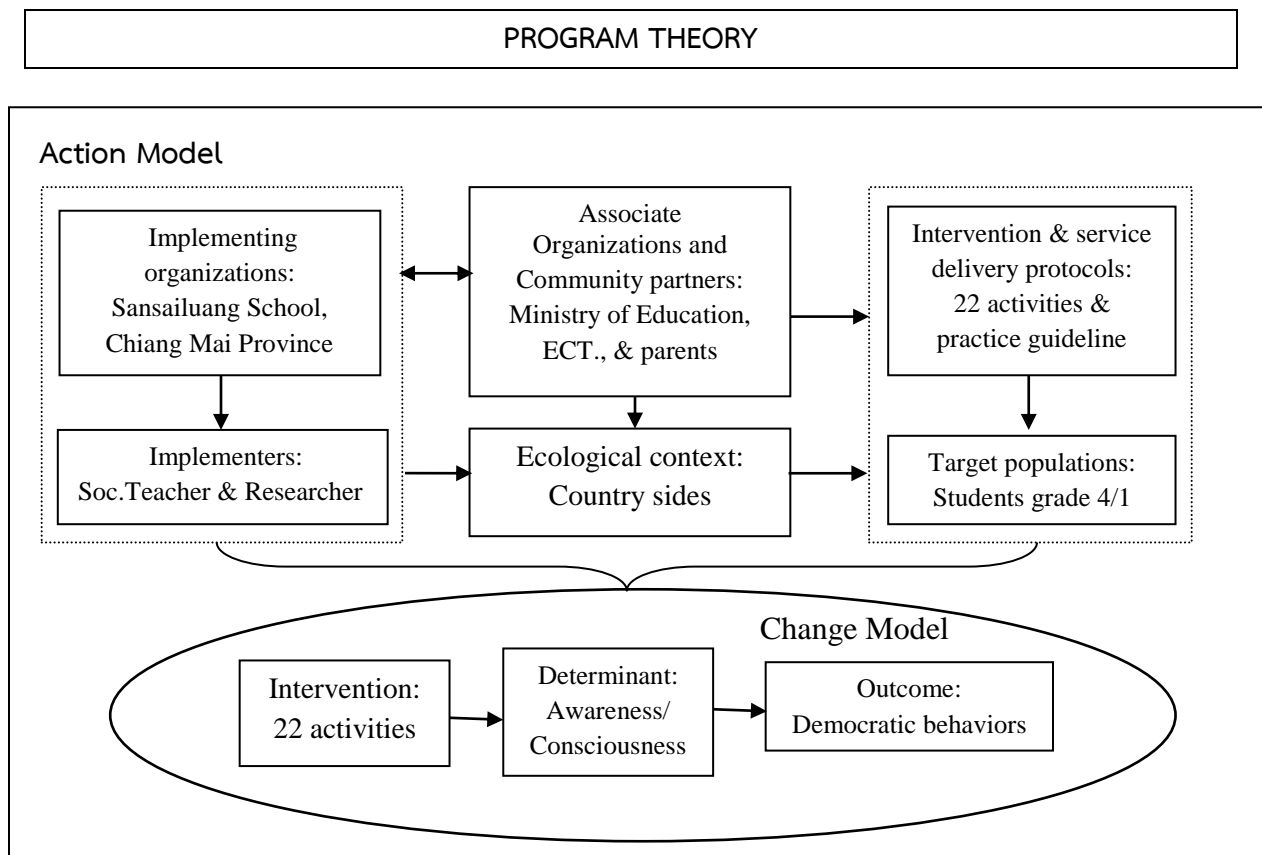 PROGRAM THEORY
Action Model
Implementing
organizations:
Sansailuang School,
Chiang Mai Province
Associate
Organizations and
Community partners:
Ministry of Education,
ECT., & parents
Intervention & service
delivery protocols:
22 activities &
practice guideline
Implementers:
Soc.Teacher & Researcher
Ecological context:
Country sides
Target populations:
Students grade 4/1
Change Model
Intervention:
22 activities
Determinant:
Awareness/
Consciousness
Outcome:
Democratic behaviors